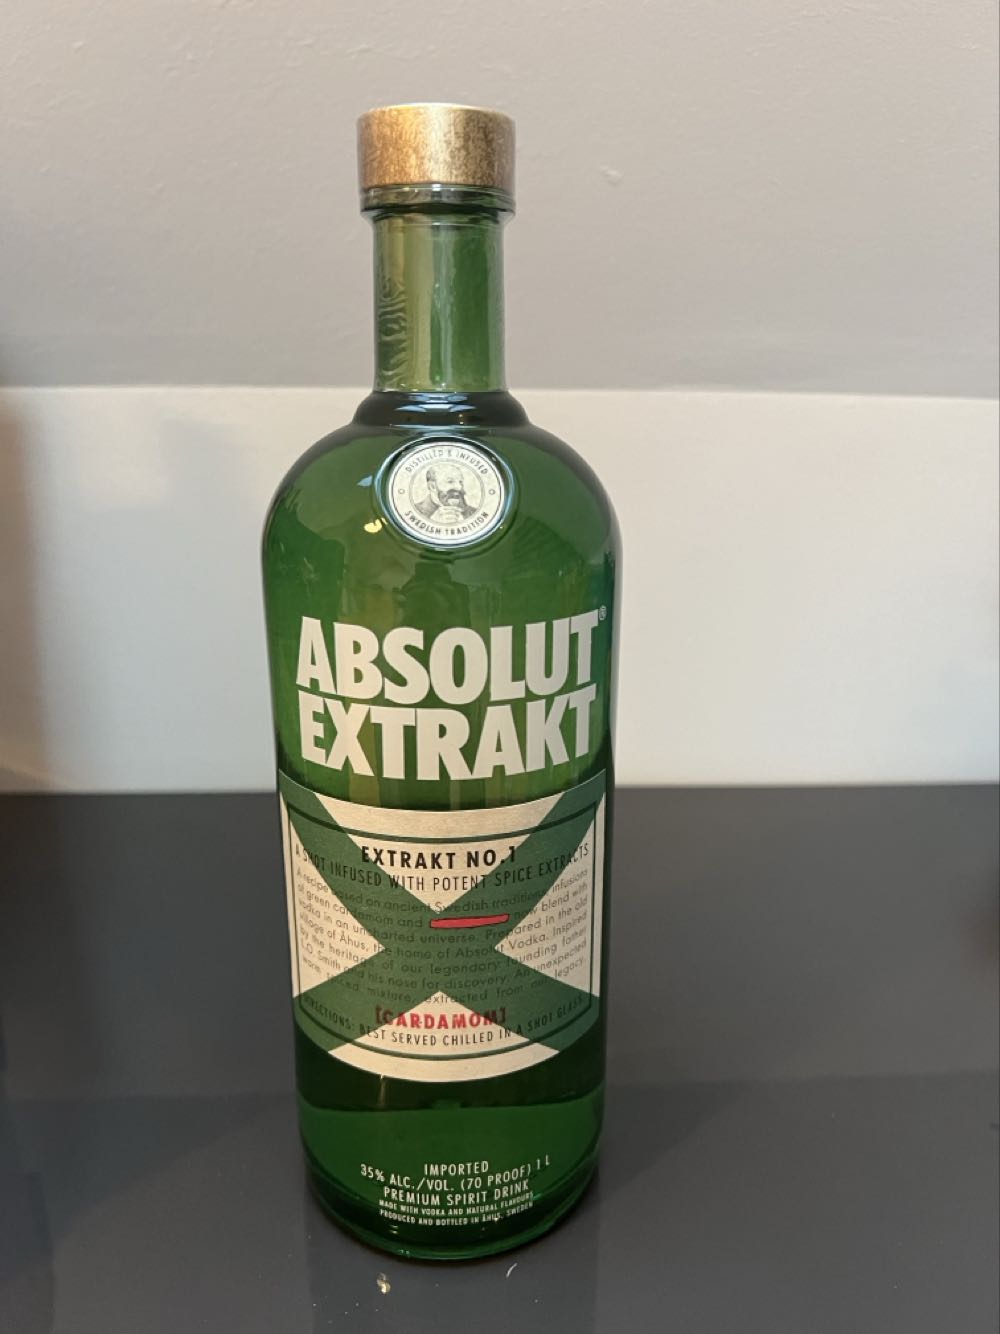 DISTILLED & INFUSED
SWEDISH TRADITION
ABSOLUT®
EXTRAKT
EXTRAKT NO.1
A SHOT INFUSED WITH POTENT SPICE EXTRACTS
A recipe based on ancient Swedish traditional infusions
of green cardamom and now blend with
vodka in an uncharted universe. Prepared in the old
village of Åhus, the home of Absolut Vodka. Inspired
by the heritage of our legendary founding father
L.O. Smith and his nose for discovery. An unexpected
warm spiced mixture, extracted from our legacy.
[CARDAMOM]
DIRECTIONS: BEST SERVED CHILLED IN A SHOT GLASS
IMPORTED
35% ALC./VOL. (70 PROOF) 1 L
PREMIUM SPIRIT DRINK
MADE WITH VODKA AND NATURAL FLAVOURS
PRODUCED AND BOTTLED IN ÅHUS, SWEDEN